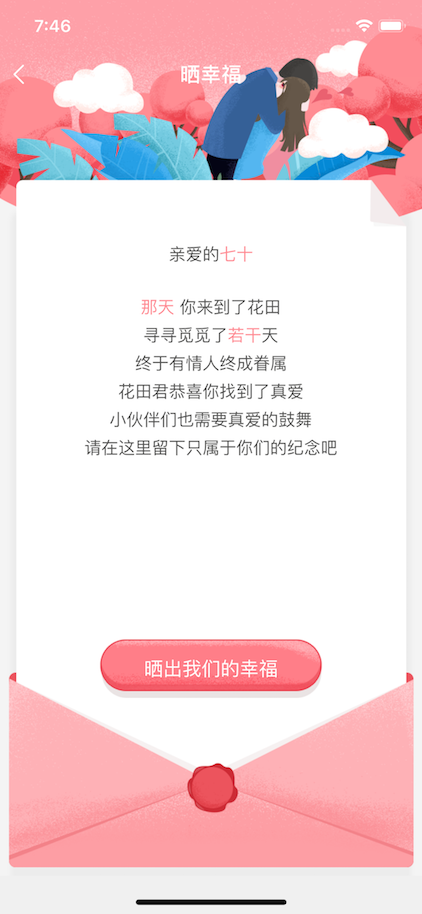 7:46
晒幸福
亲爱的七十
那天 你来到了花田
寻寻觅觅了若干天
终于有情人终成眷属
花田君恭喜你找到了真爱
小伙伴们也需要真爱的鼓舞
请在这里留下只属于你们的纪念吧
晒出我们的幸福